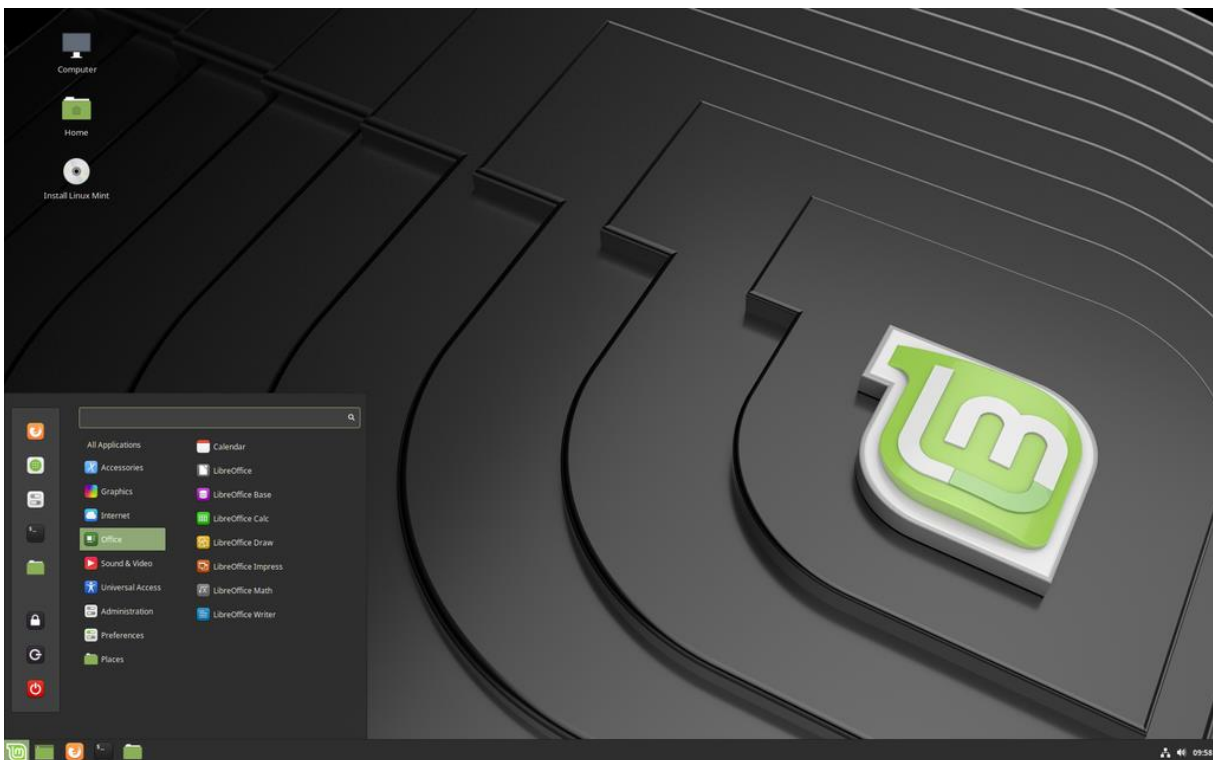 Computer
Home
Install Linux Mint
lm
All Applications
Accessories
Graphics
Internet
Office
Sound & Video
Universal Access
Administration
Preferences
Places
Calendar
LibreOffice
LibreOffice Base
LibreOffice Calc
LibreOffice Draw
LibreOffice Impress
LibreOffice Math
LibreOffice Writer
09:58